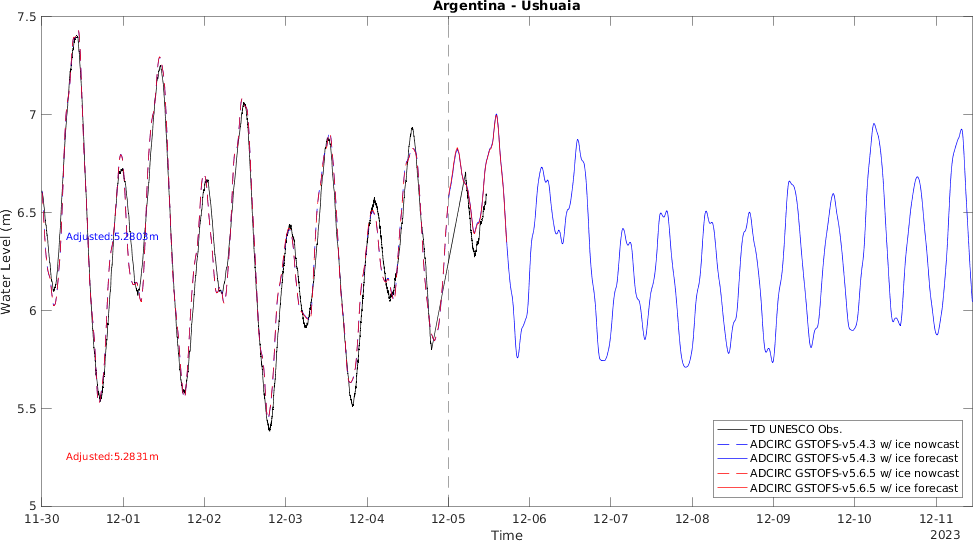 Argentina - Ushuaia
7.5
7
6.5
6
5.5
5
Water Level (m)
Adjusted:5.2803m
Adjusted:5.2831m
TD UNESCO Obs.
ADCIRC GSTOFS-v5.4.3 w/ ice nowcast
ADCIRC GSTOFS-v5.4.3 w/ ice forecast
ADCIRC GSTOFS-v5.6.5 w/ ice nowcast
ADCIRC GSTOFS-v5.6.5 w/ ice forecast
11-30 12-01 12-02 12-03 12-04 12-05 12-06 12-07 12-08 12-09 12-10 12-11
2023
Time